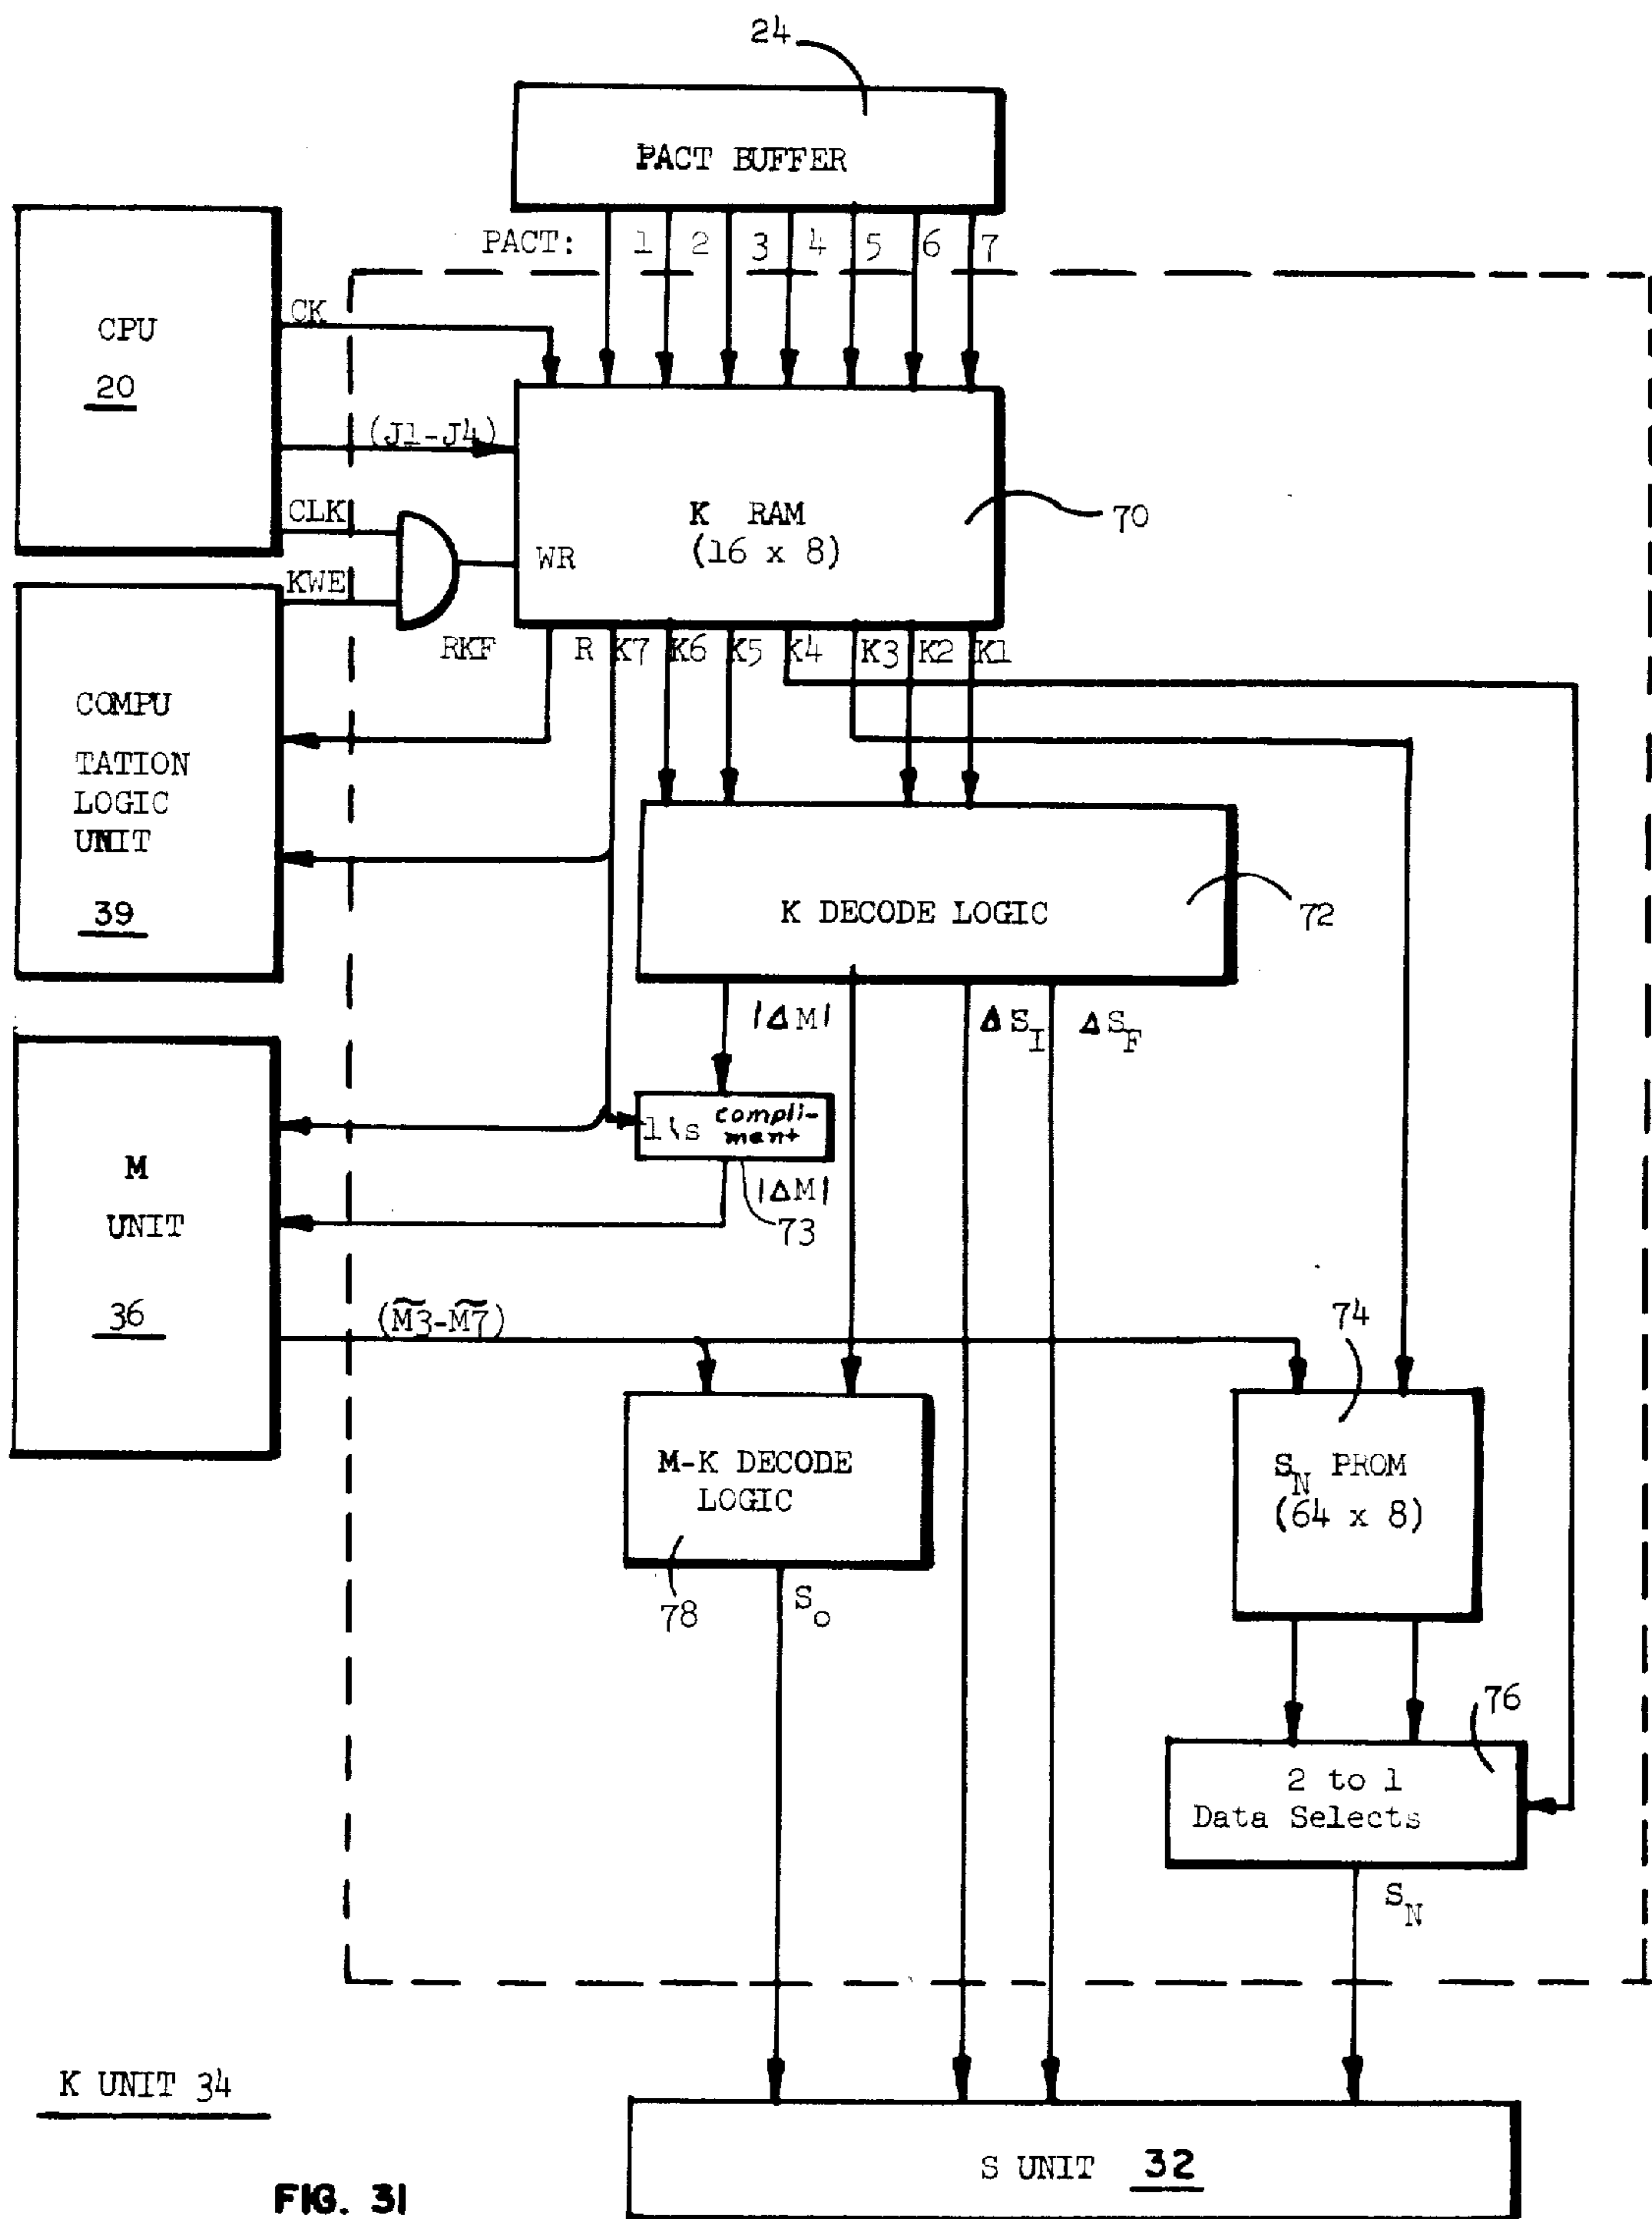 24
PACT BUFFER
PACT: 1 2 3 4 5 6 7
CPU
20
CK
(J1-J4)
CLK
KWE
WR
K RAM
(16 x 8)
70
RKF R K7 K6 K5 K4 K3 K2 K1
COMPU
TATION
LOGIC
UNIT
39
K DECODE LOGIC
72
|ΔM| ΔS_I ΔS_F
1's compli-
ment
|ΔM|
73
M
UNIT
36
(M̃3-M̃7)
74
M-K DECODE
LOGIC
78
S_N PROM
(64 x 8)
S_o
76
2 to 1
Data Selects
S_N
K UNIT 34
S UNIT 32
FIG. 31